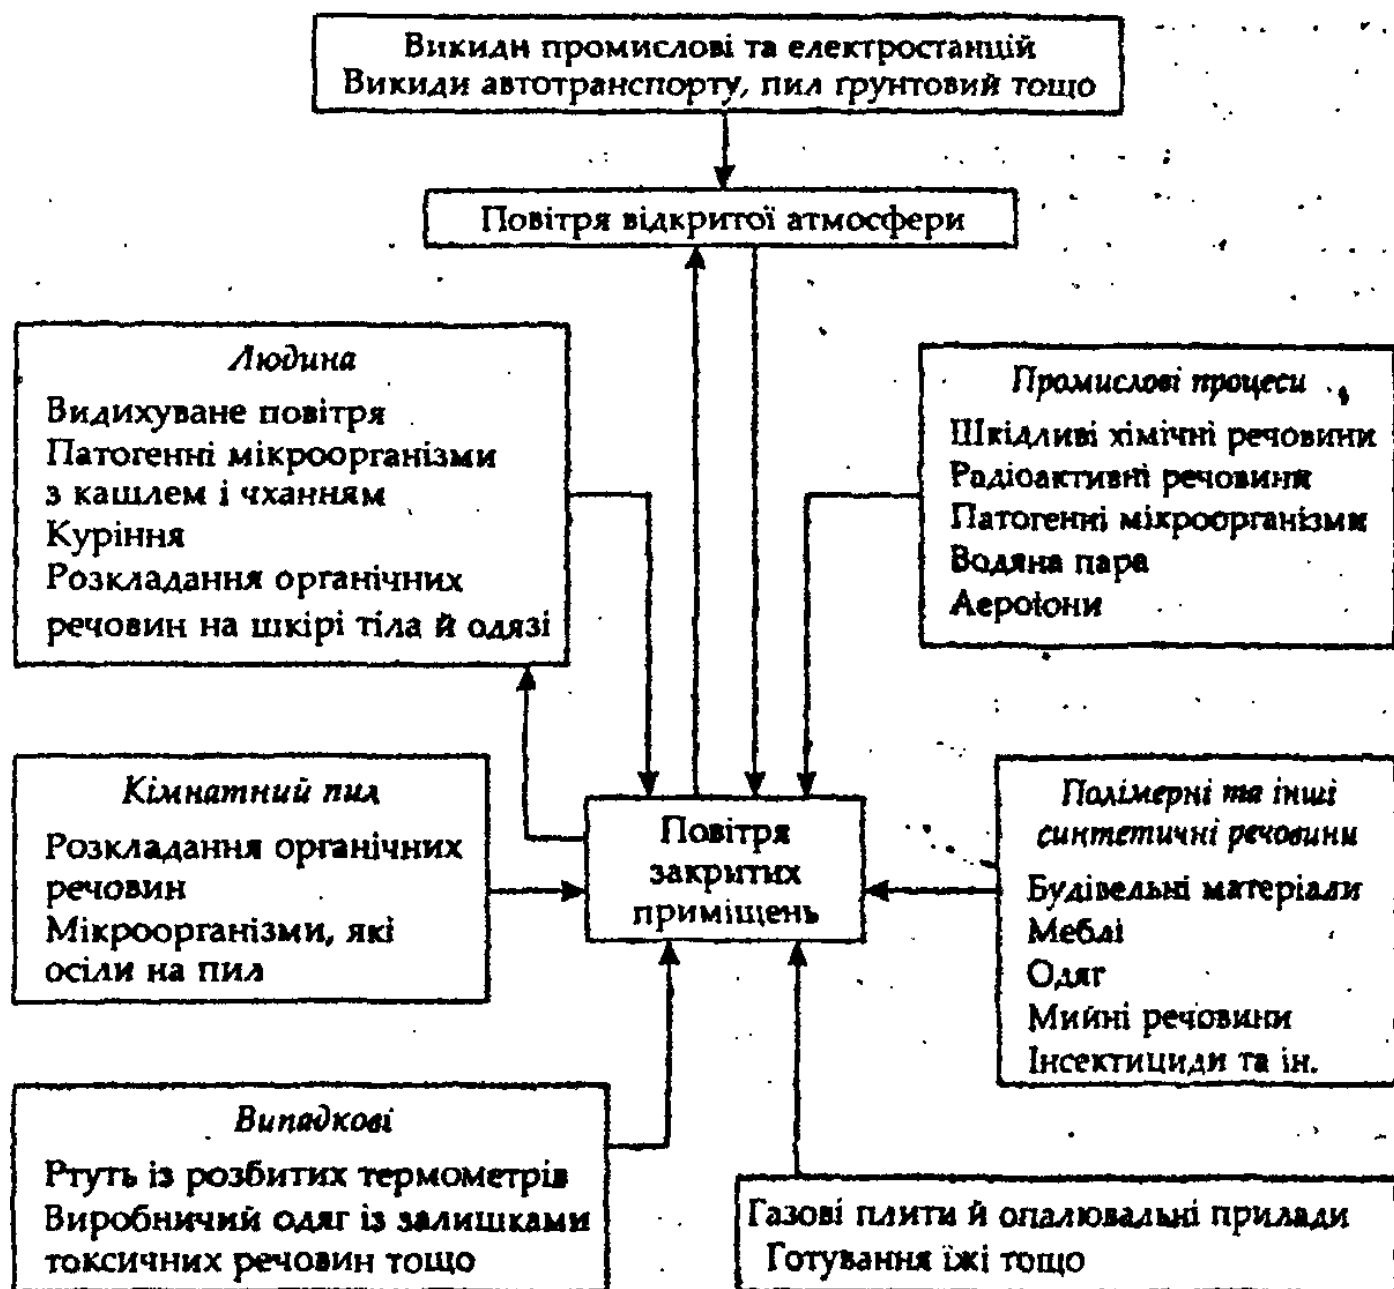 Викиди промислові та електростанцій
Викиди автотранспорту, пил ґрунтовий тощо
Повітря відкритої атмосфери
Людина
Видихуване повітря
Патогенні мікроорганізми
з кашлем і чханням
Куріння
Розкладання органічних
речовин на шкірі тіла й одязі
Промислові процеси
Шкідливі хімічні речовини
Радіоактивні речовини
Патогенні мікроорганізми
Водяна пара
Аероіони
Кімнатний пил
Розкладання органічних
речовин
Мікроорганізми, які
осіли на пил
Повітря
закритих
приміщень
Полімерні та інші
синтетичні речовини
Будівельні матеріали
Меблі
Одяг
Мийні речовини
Інсектициди та ін.
Випадкові
Ртуть із розбитих термометрів
Виробничий одяг із залишками
токсичних речовин тощо
Газові плити й опалювальні прилади
Готування їжі тощо